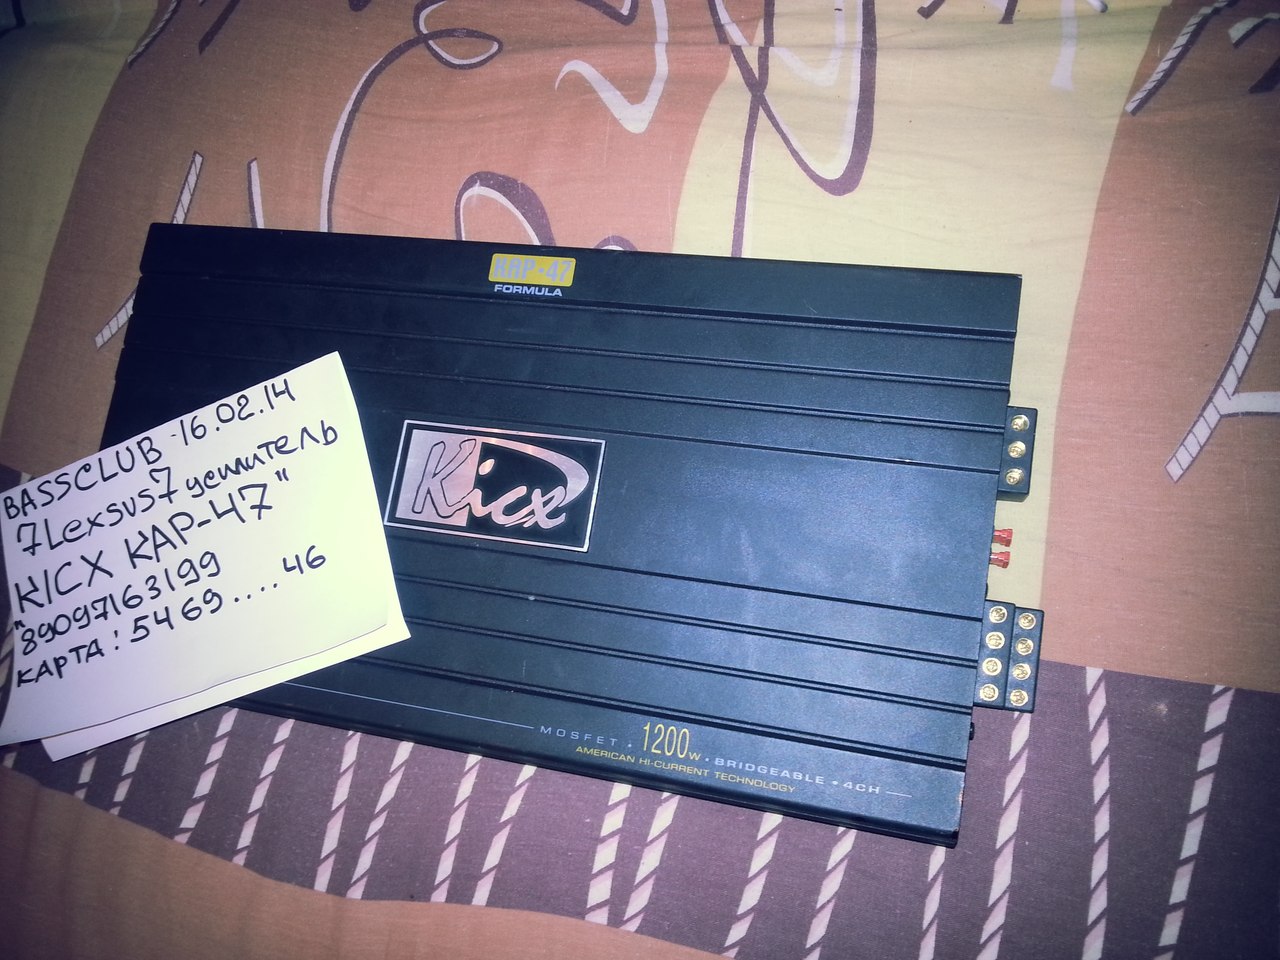 KAP-47
FORMULA
BASSCLUB -16.02.14
7Lexsus7 усилитель
KICX KAP-47"
"89097163199
КАРТА: 5469....46
Kicx
MOSFET • 1200w • BRIDGEABLE • 4CH
AMERICAN HI-CURRENT TECHNOLOGY